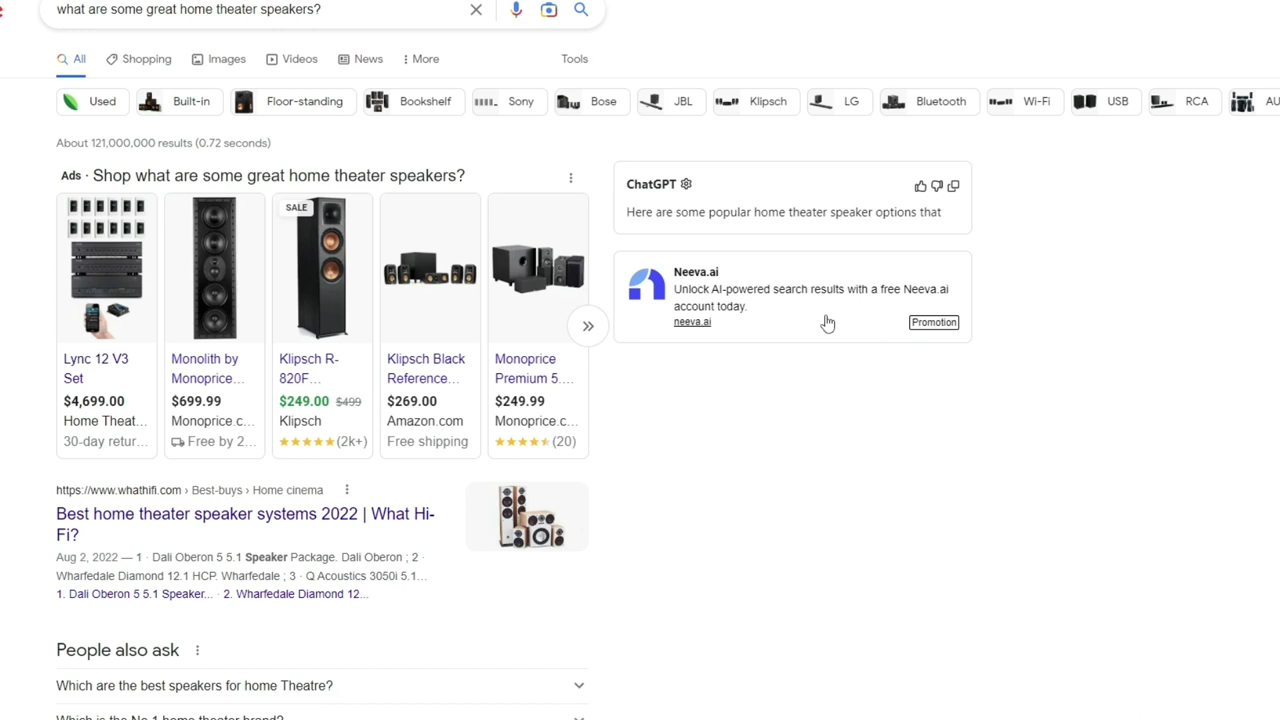 what are some great home theater speakers?
All
Shopping
Images
Videos
News
More
Tools
Used
Built-in
Floor-standing
Bookshelf
Sony
Bose
JBL
Klipsch
LG
Bluetooth
Wi-Fi
USB
RCA
AU
About 121,000,000 results (0.72 seconds)
Ads · Shop what are some great home theater speakers?
Lync 12 V3
Set
$4,699.00
Home Theat...
30-day retur...
Monolith by
Monoprice...
$699.99
Monoprice.c...
Free by 2...
SALE
Klipsch R-
820F...
$249.00 $499
Klipsch
(2k+)
Klipsch Black
Reference...
$269.00
Amazon.com
Free shipping
Monoprice
Premium 5....
$249.99
Monoprice.c...
(20)
ChatGPT
Here are some popular home theater speaker options that
Neeva.ai
Unlock AI-powered search results with a free Neeva.ai
account today.
neeva.ai
Promotion
https://www.whathifi.com › Best-buys › Home cinema
Best home theater speaker systems 2022 | What Hi-
Fi?
Aug 2, 2022 — 1 · Dali Oberon 5 5.1 Speaker Package. Dali Oberon ; 2 ·
Wharfedale Diamond 12.1 HCP. Wharfedale ; 3 · Q Acoustics 3050i 5.1...
1. Dali Oberon 5 5.1 Speaker... · 2. Wharfedale Diamond 12...
People also ask
Which are the best speakers for home Theatre?
Which is the No 1 home theater brand?